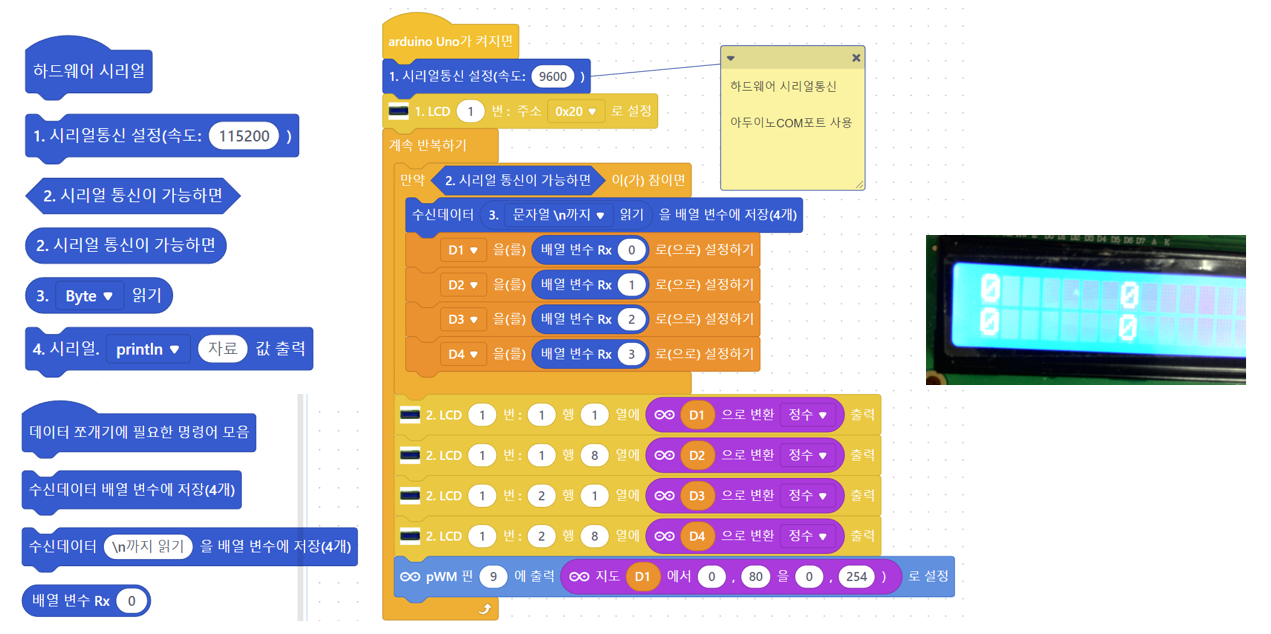 하드웨어 시리얼
1. 시리얼통신 설정(속도: 115200 )
2. 시리얼 통신이 가능하면
2. 시리얼 통신이 가능하면
3. Byte 읽기
4. 시리얼. println 자료 값 출력
데이터 쪼개기에 필요한 명령어 모음
수신데이터 배열 변수에 저장(4개)
수신데이터 \n까지 읽기 을 배열 변수에 저장(4개)
배열 변수 Rx 0
arduino Uno가 켜지면
1. 시리얼통신 설정(속도: 9600 )
1. LCD 1 번 : 주소 0x20 로 설정
계속 반복하기
만약 2. 시리얼 통신이 가능하면 이(가) 참이면
수신데이터 3. 문자열 \n까지 읽기 을 배열 변수에 저장(4개)
D1 을(를) 배열 변수 Rx 0 로(으로) 설정하기
D2 을(를) 배열 변수 Rx 1 로(으로) 설정하기
D3 을(를) 배열 변수 Rx 2 로(으로) 설정하기
D4 을(를) 배열 변수 Rx 3 로(으로) 설정하기
2. LCD 1 번 : 1 행 1 열에 D1 으로 변환 정수 출력
2. LCD 1 번 : 1 행 8 열에 D2 으로 변환 정수 출력
2. LCD 1 번 : 2 행 1 열에 D3 으로 변환 정수 출력
2. LCD 1 번 : 2 행 8 열에 D4 으로 변환 정수 출력
pWM 핀 9 에 출력 지도 D1 에서 0 , 80 을 0 , 254 ) 로 설정
하드웨어 시리얼통신
아두이노COM포트 사용
D4 D5 D6 D7 A K
0 0
0 0